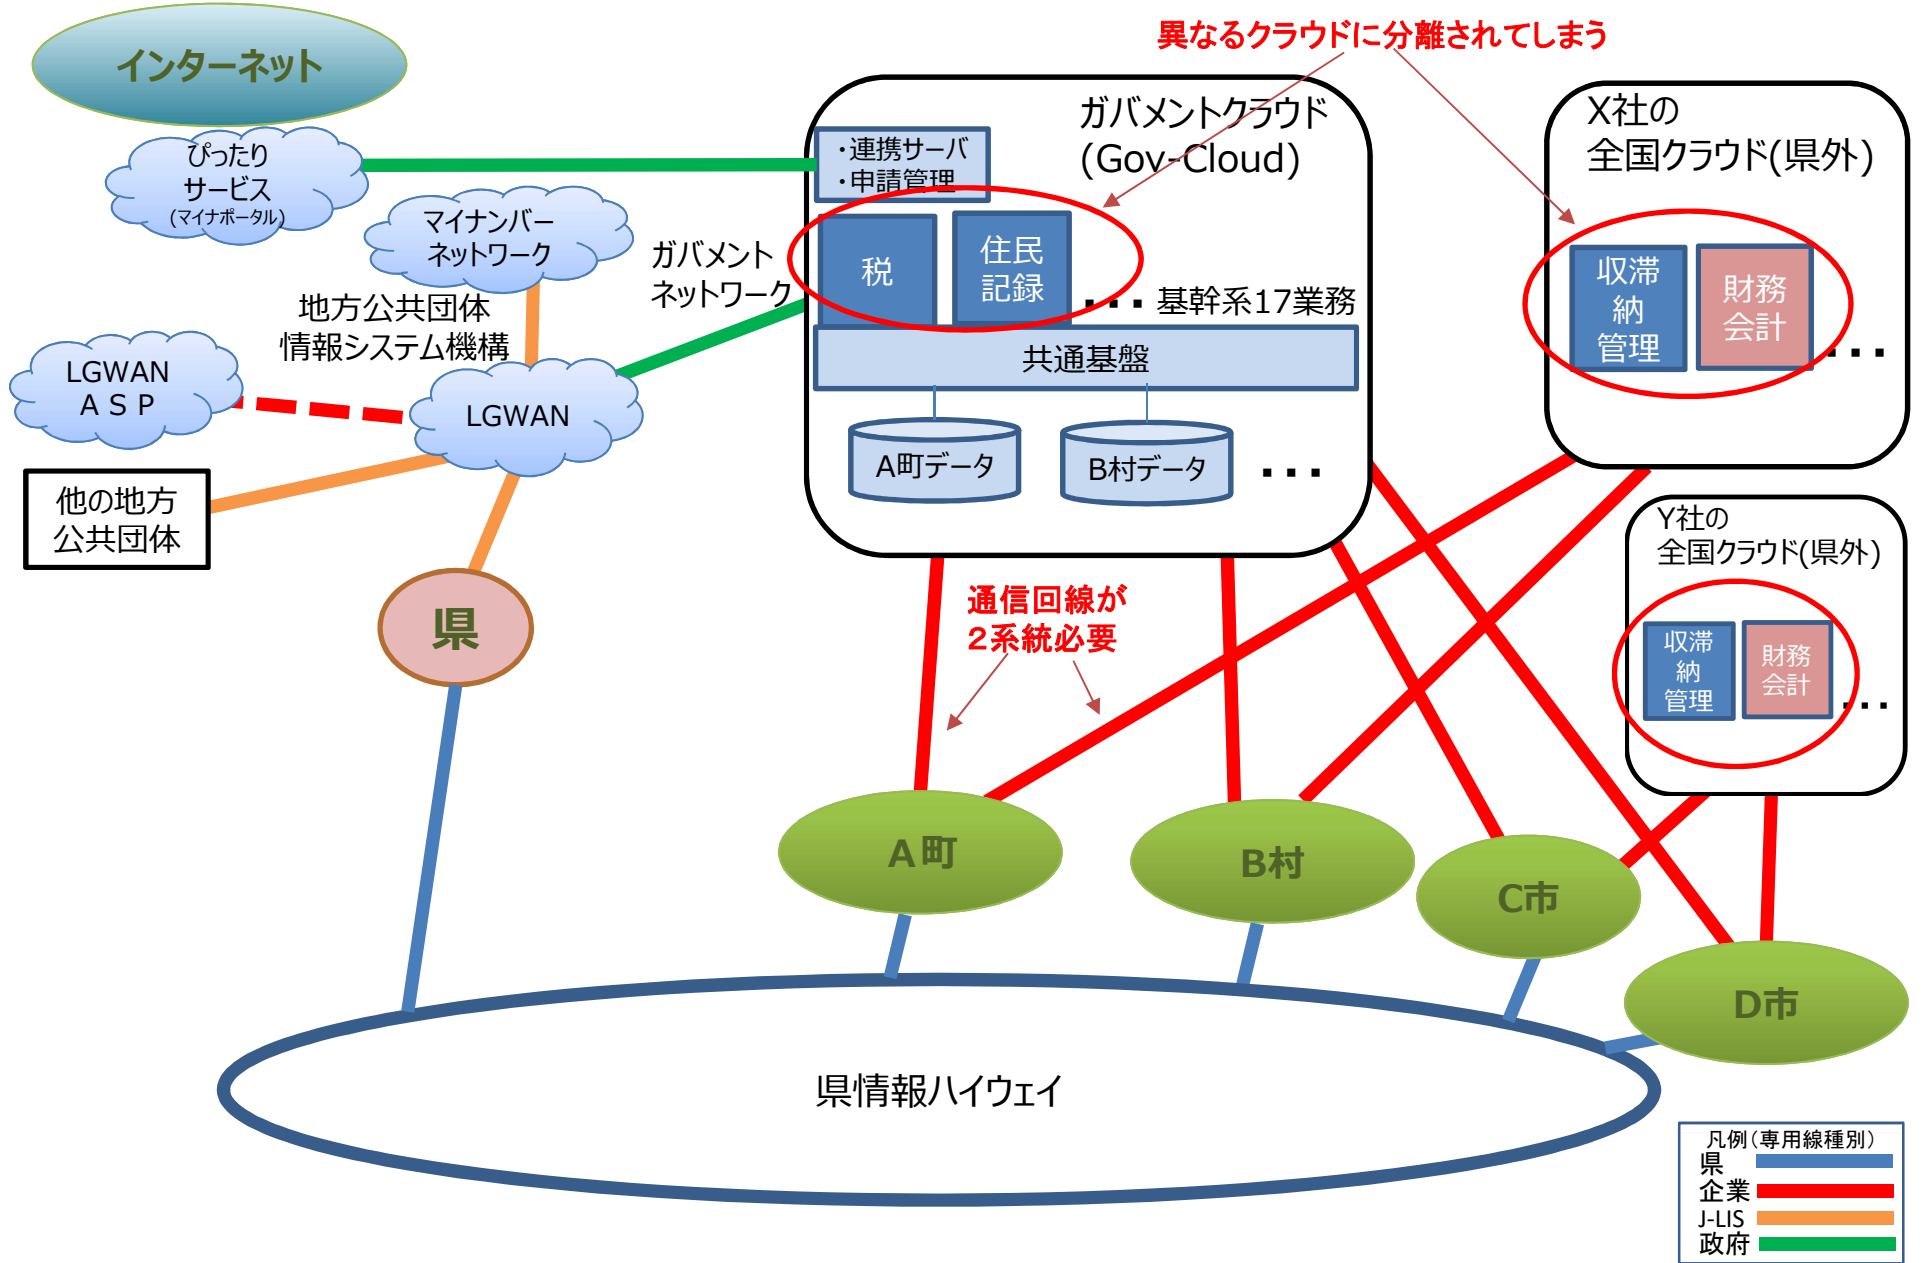 異なるクラウドに分離されてしまう
インターネット
ぴったり
サービス
(マイナポータル)
マイナンバー
ネットワーク
ガバメント
ネットワーク
地方公共団体
情報システム機構
LGWAN
ASP
LGWAN
他の地方
公共団体
県
ガバメントクラウド
(Gov-Cloud)
・連携サーバ
・申請管理
税
住民
記録
... 基幹系17業務
共通基盤
A町データ
B村データ
...
X社の
全国クラウド(県外)
収滞
納
管理
財務
会計
...
Y社の
全国クラウド(県外)
収滞
納
管理
財務
会計
...
通信回線が
2系統必要
A町
B村
C市
D市
県情報ハイウェイ
凡例(専用線種別)
県
企業
J-LIS
政府